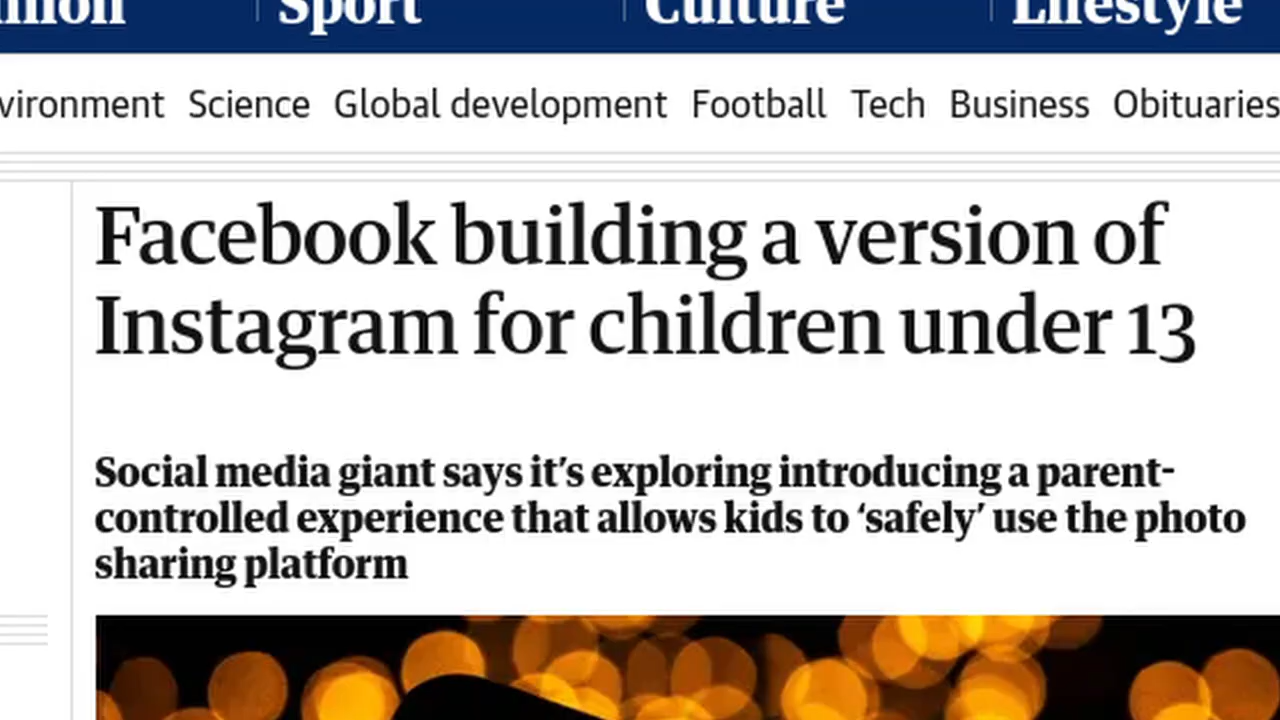 Sport Culture Lifestyle
Science Global development Football Tech Business Obituaries
Facebook building a version of
Instagram for children under 13
Social media giant says it’s exploring introducing a parent-
controlled experience that allows kids to ‘safely’ use the photo
sharing platform